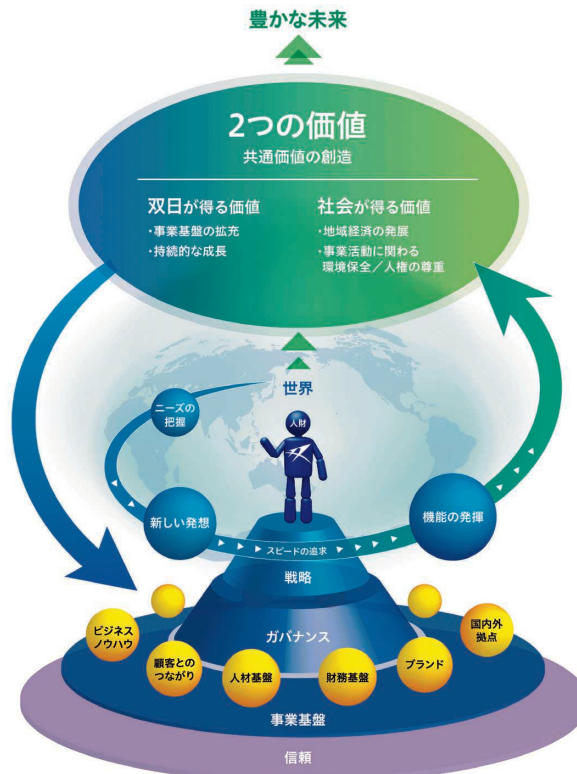 豊かな未来
2つの価値
共通価値の創造
双日が得る価値
・事業基盤の拡充
・持続的な成長
社会が得る価値
・地域経済の発展
・事業活動に関わる
環境保全／人権の尊重
世界
ニーズの
把握
人財
新しい発想
機能の発揮
スピードの追求
戦略
ガバナンス
ビジネス
ノウハウ
顧客との
つながり
人材基盤
財務基盤
ブランド
国内外
拠点
事業基盤
信頼